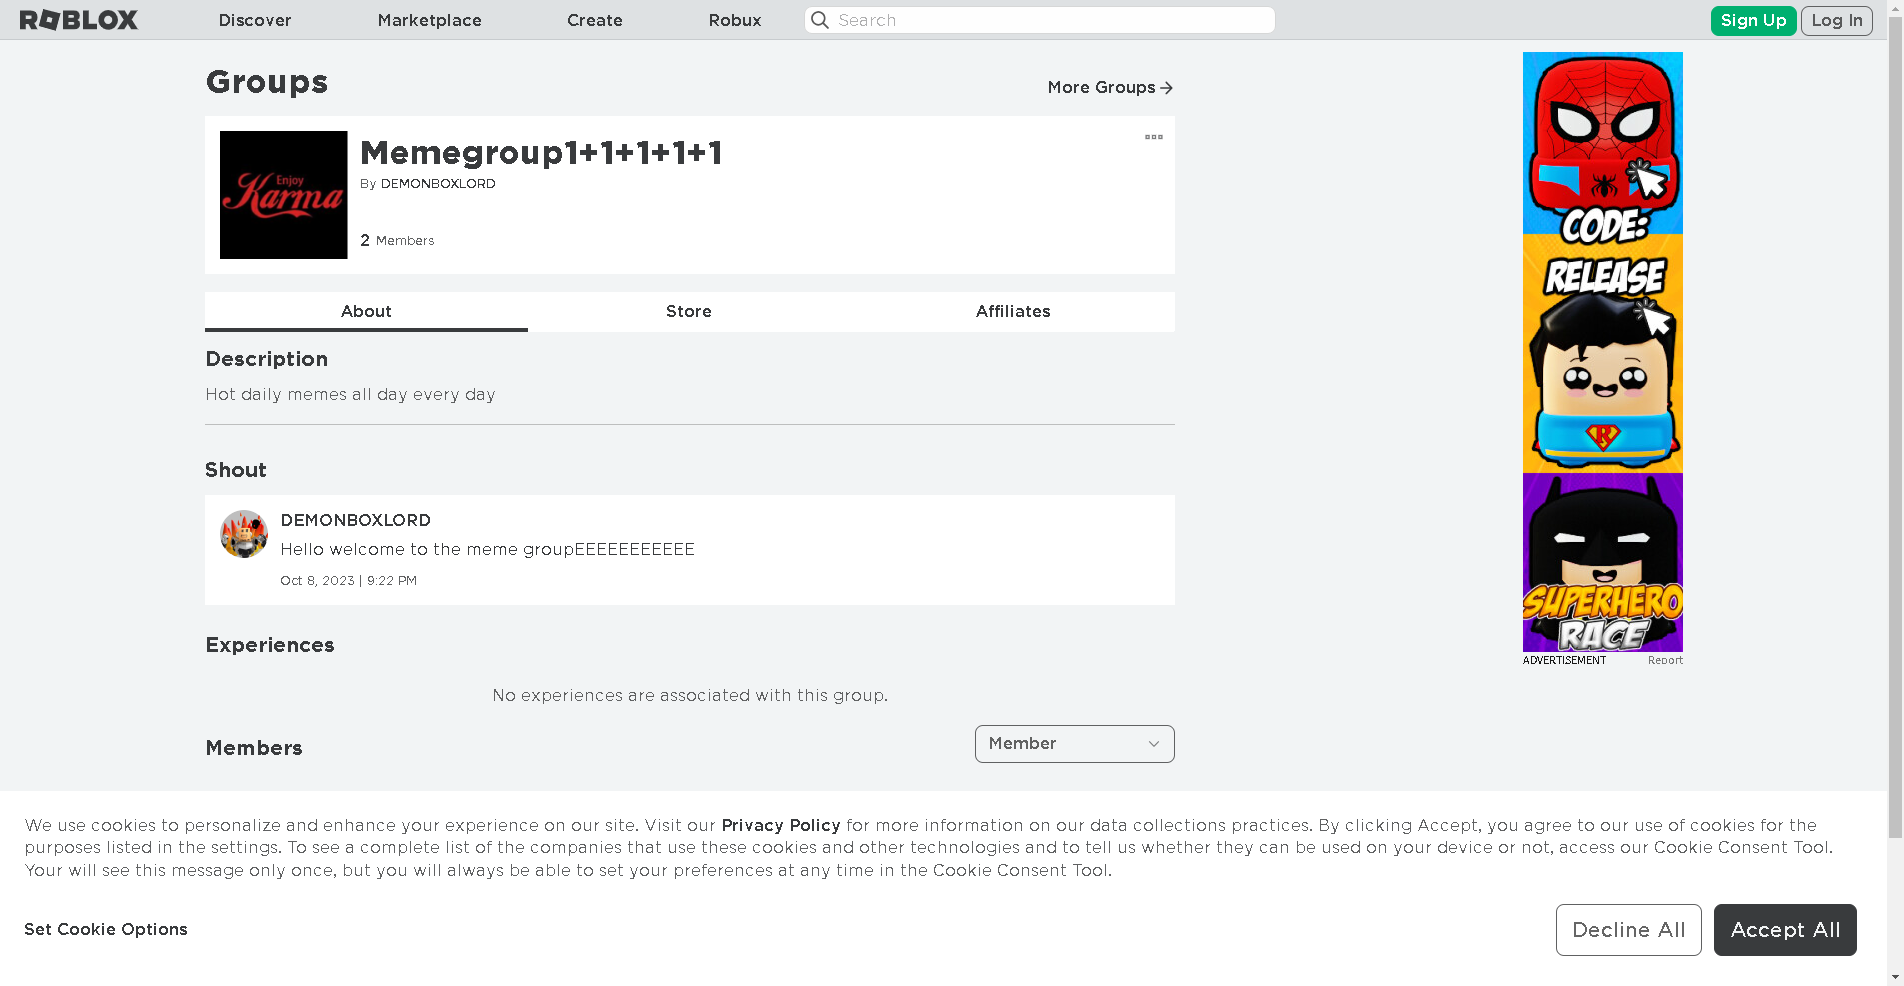 ROBLOX
Discover
Marketplace
Create
Robux
Search
Sign Up
Log In
Groups
More Groups
Enjoy
Karma
Memegroup1+1+1+1+1
By DEMONBOXLORD
2 Members
About
Store
Affiliates
Description
Hot daily memes all day every day
Shout
DEMONBOXLORD
Hello welcome to the meme groupEEEEEEEEEEE
Oct 8, 2023 | 9:22 PM
Experiences
No experiences are associated with this group.
Members
Member
CODE:
RELEASE
R
SUPERHERO
RACE
ADVERTISEMENT
Report
We use cookies to personalize and enhance your experience on our site. Visit our Privacy Policy for more information on our data collections practices. By clicking Accept, you agree to our use of cookies for the
purposes listed in the settings. To see a complete list of the companies that use these cookies and other technologies and to tell us whether they can be used on your device or not, access our Cookie Consent Tool.
Your will see this message only once, but you will always be able to set your preferences at any time in the Cookie Consent Tool.
Set Cookie Options
Decline All
Accept All